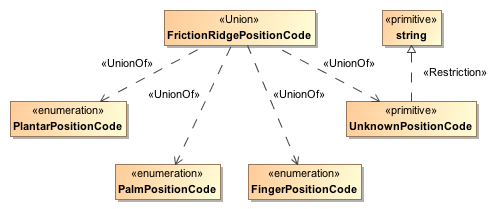 «Union»
FrictionRidgePositionCode
«primitive»
string
«UnionOf»
«UnionOf»
«Restriction»
«UnionOf»
«UnionOf»
«enumeration»
PlantarPositionCode
«primitive»
UnknownPositionCode
«enumeration»
PalmPositionCode
«enumeration»
FingerPositionCode